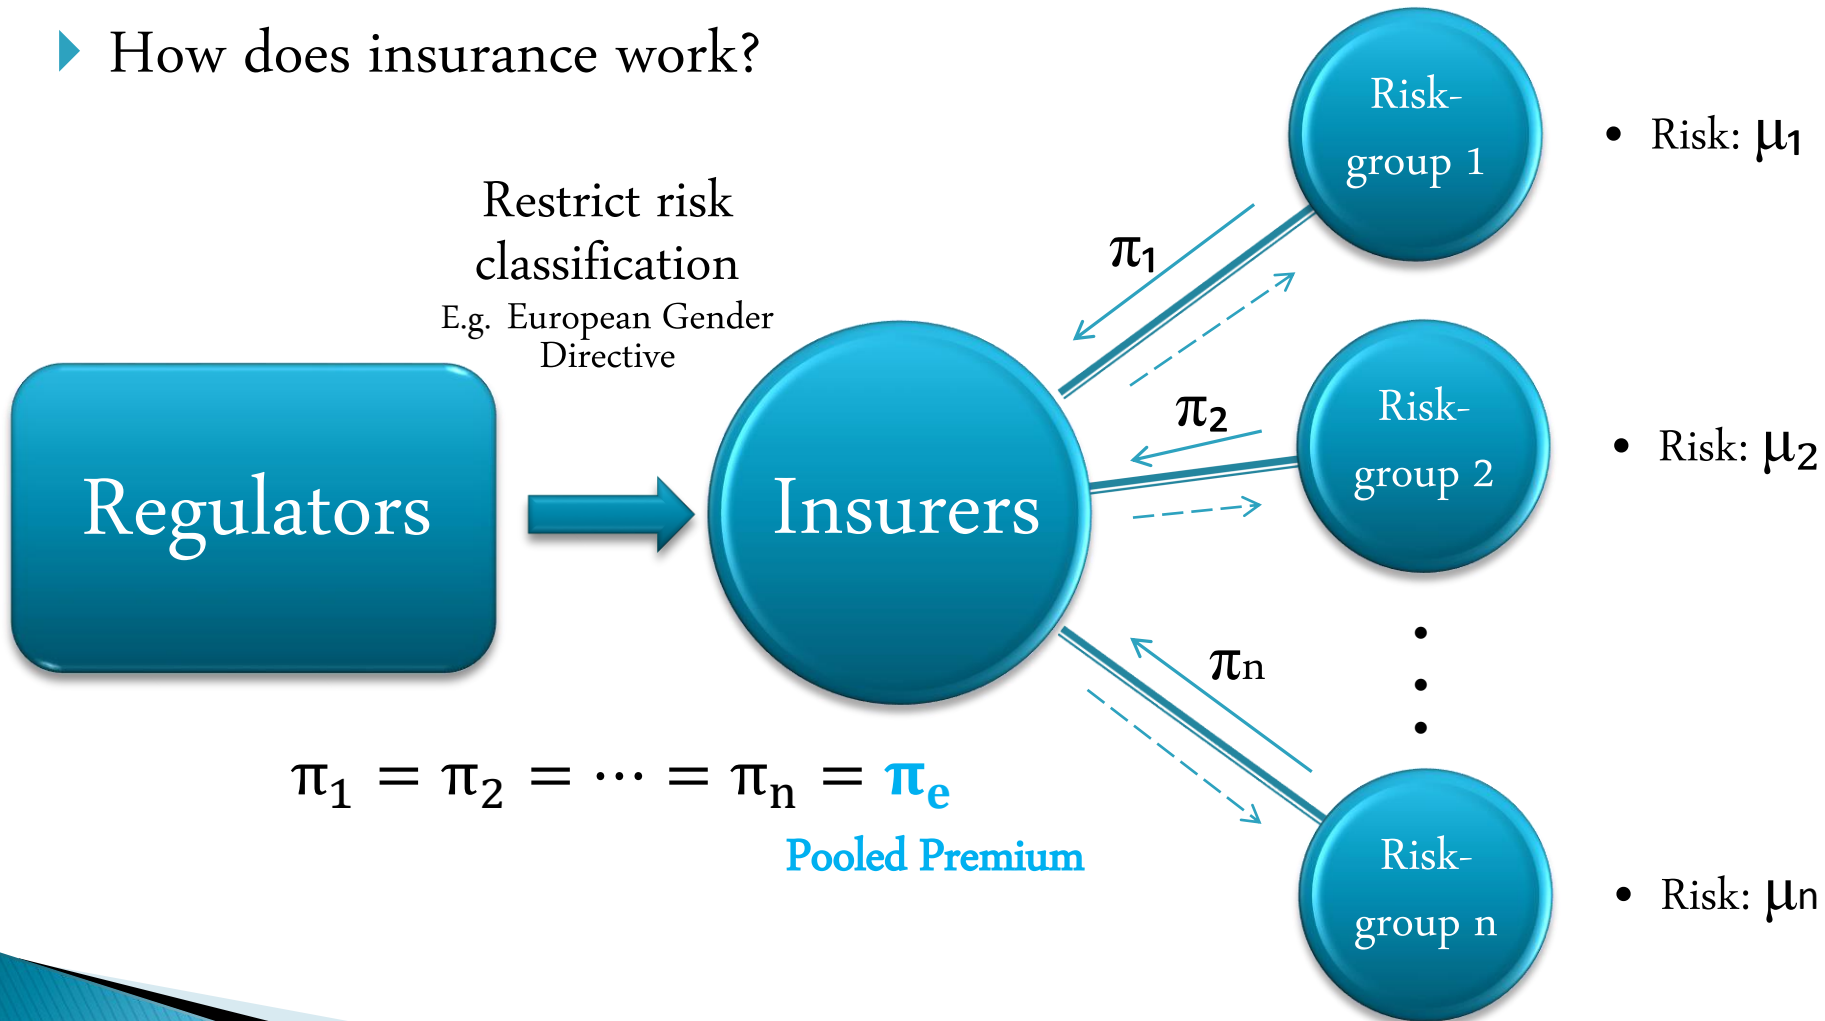 How does insurance work?
Restrict risk
classification
E.g. European Gender
Directive
Regulators
Insurers
π₁
π₂
πn
Risk-
group 1
• Risk: μ₁
Risk-
group 2
• Risk: μ₂
Risk-
group n
• Risk: μn
π₁ = π₂ = ⋯ = πₙ = πₑ
Pooled Premium